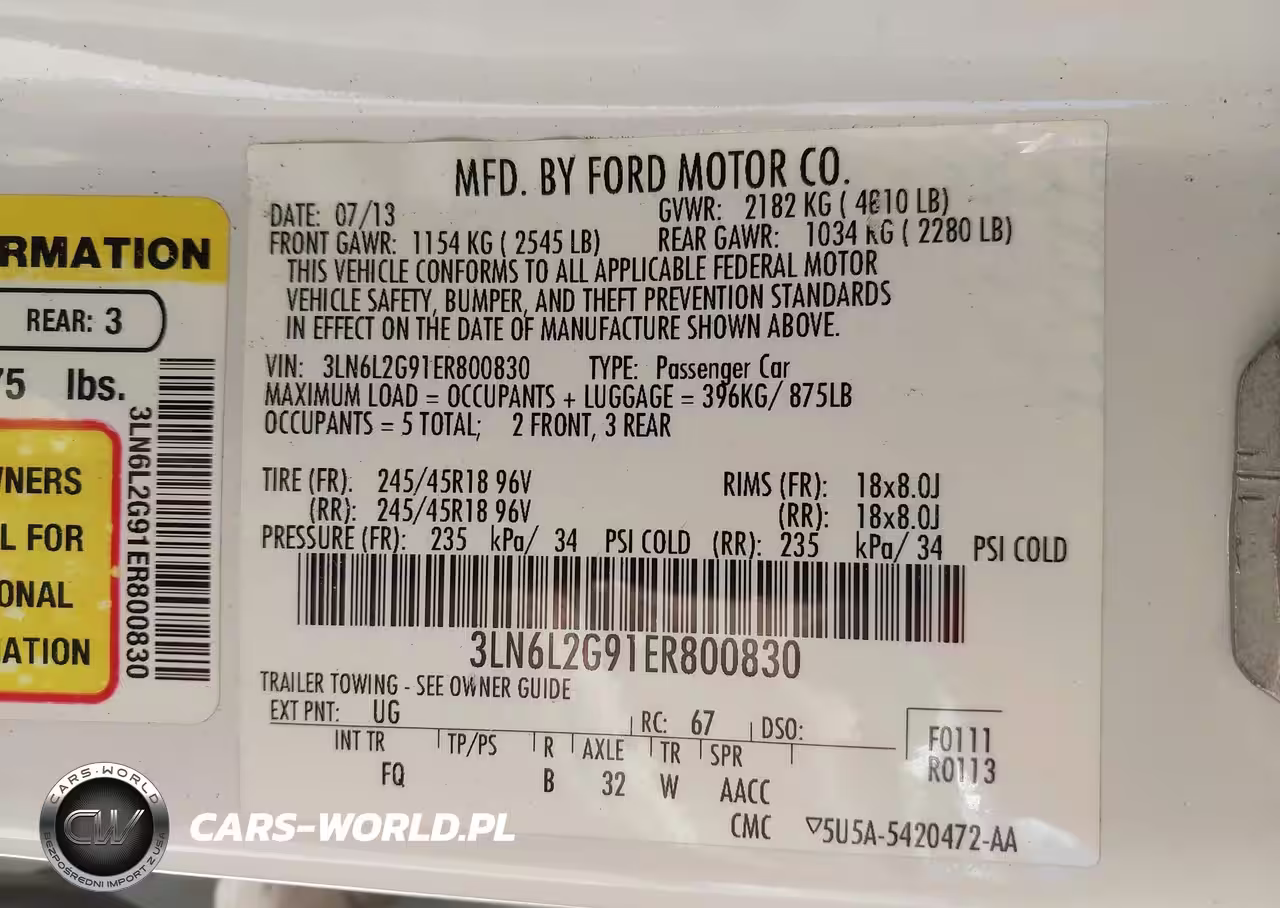 MFD. BY FORD MOTOR CO.
DATE: 07/13 GVWR: 2182 KG ( 4810 LB)
FRONT GAWR: 1154 KG ( 2545 LB) REAR GAWR: 1034 KG ( 2280 LB)
THIS VEHICLE CONFORMS TO ALL APPLICABLE FEDERAL MOTOR
VEHICLE SAFETY, BUMPER, AND THEFT PREVENTION STANDARDS
IN EFFECT ON THE DATE OF MANUFACTURE SHOWN ABOVE.
VIN: 3LN6L2G91ER800830 TYPE: Passenger Car
MAXIMUM LOAD = OCCUPANTS + LUGGAGE = 396KG/ 875LB
OCCUPANTS = 5 TOTAL; 2 FRONT, 3 REAR
TIRE (FR): 245/45R18 96V RIMS (FR): 18x8.0J
(RR): 245/45R18 96V (RR): 18x8.0J
PRESSURE (FR): 235 kPa/ 34 PSI COLD (RR): 235 kPa/ 34 PSI COLD
3LN6L2G91ER800830
TRAILER TOWING - SEE OWNER GUIDE
EXT PNT: UG RC: 67 DSO:
INT TR TP/PS R AXLE TR SPR
FQ B 32 W AACC
F0111
R0113
CMC ▽5U5A-5420472-AA
RMATION
REAR: 3
75 lbs.
WNERS
L FOR
ONAL
ATION
3LN6L2G91ER800830
CARS-WORLD
CW
BEZPOŚREDNI IMPORT Z USA
CARS-WORLD.PL